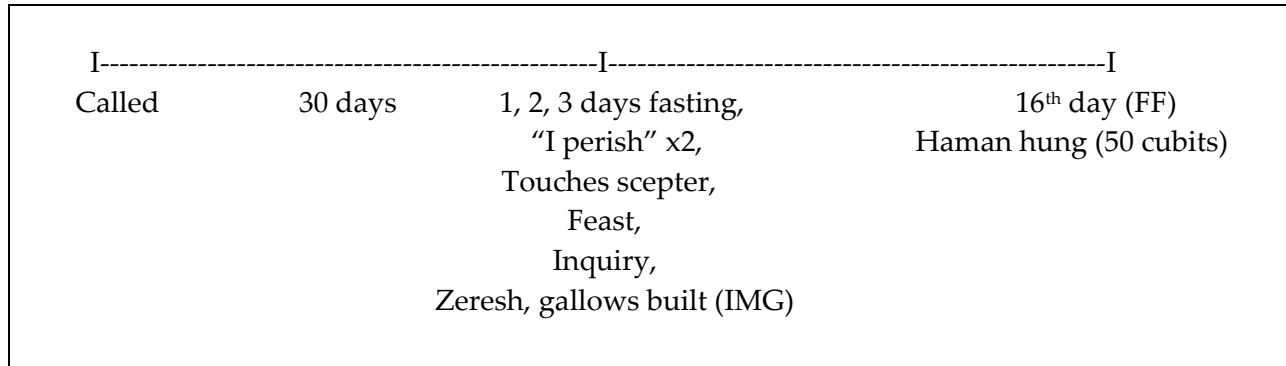 I---------------------------------------------------I---------------------------------------------------I
Called 30 days 1, 2, 3 days fasting, 16th day (FF)
“I perish” x2, Haman hung (50 cubits)
Touches scepter,
Feast,
Inquiry,
Zeresh, gallows built (IMG)